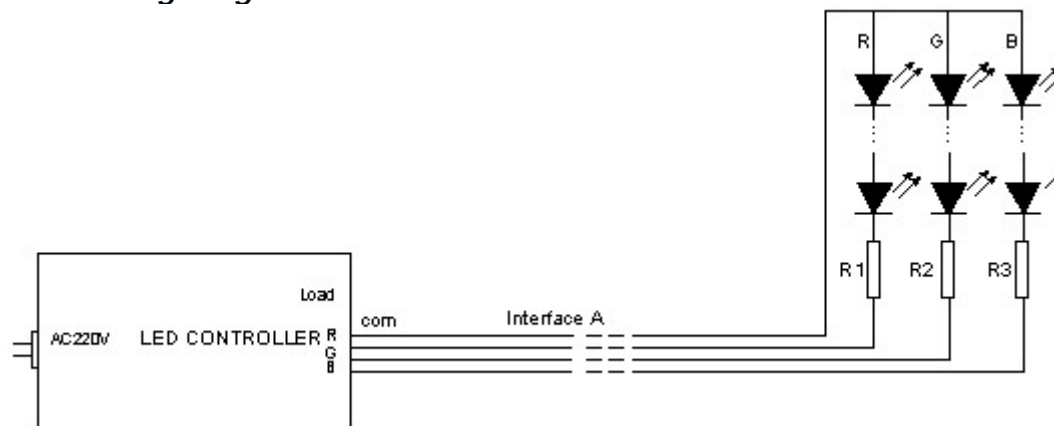 R G B
R1 R2 R3
Load
com Interface A
AC220V LED CONTROLLER R
G
B